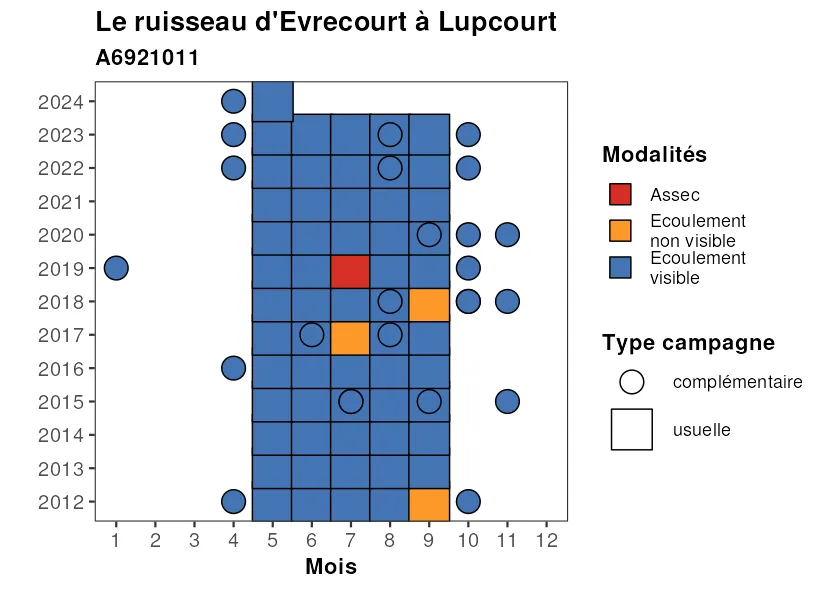 Le ruisseau d'Evrecourt à Lupcourt
A6921011
2024
2023
2022
2021
2020
2019
2018
2017
2016
2015
2014
2013
2012
1 2 3 4 5 6 7 8 9 10 11 12
Mois
Modalités
Assec
Ecoulement
non visible
Ecoulement
visible
Type campagne
complémentaire
usuelle